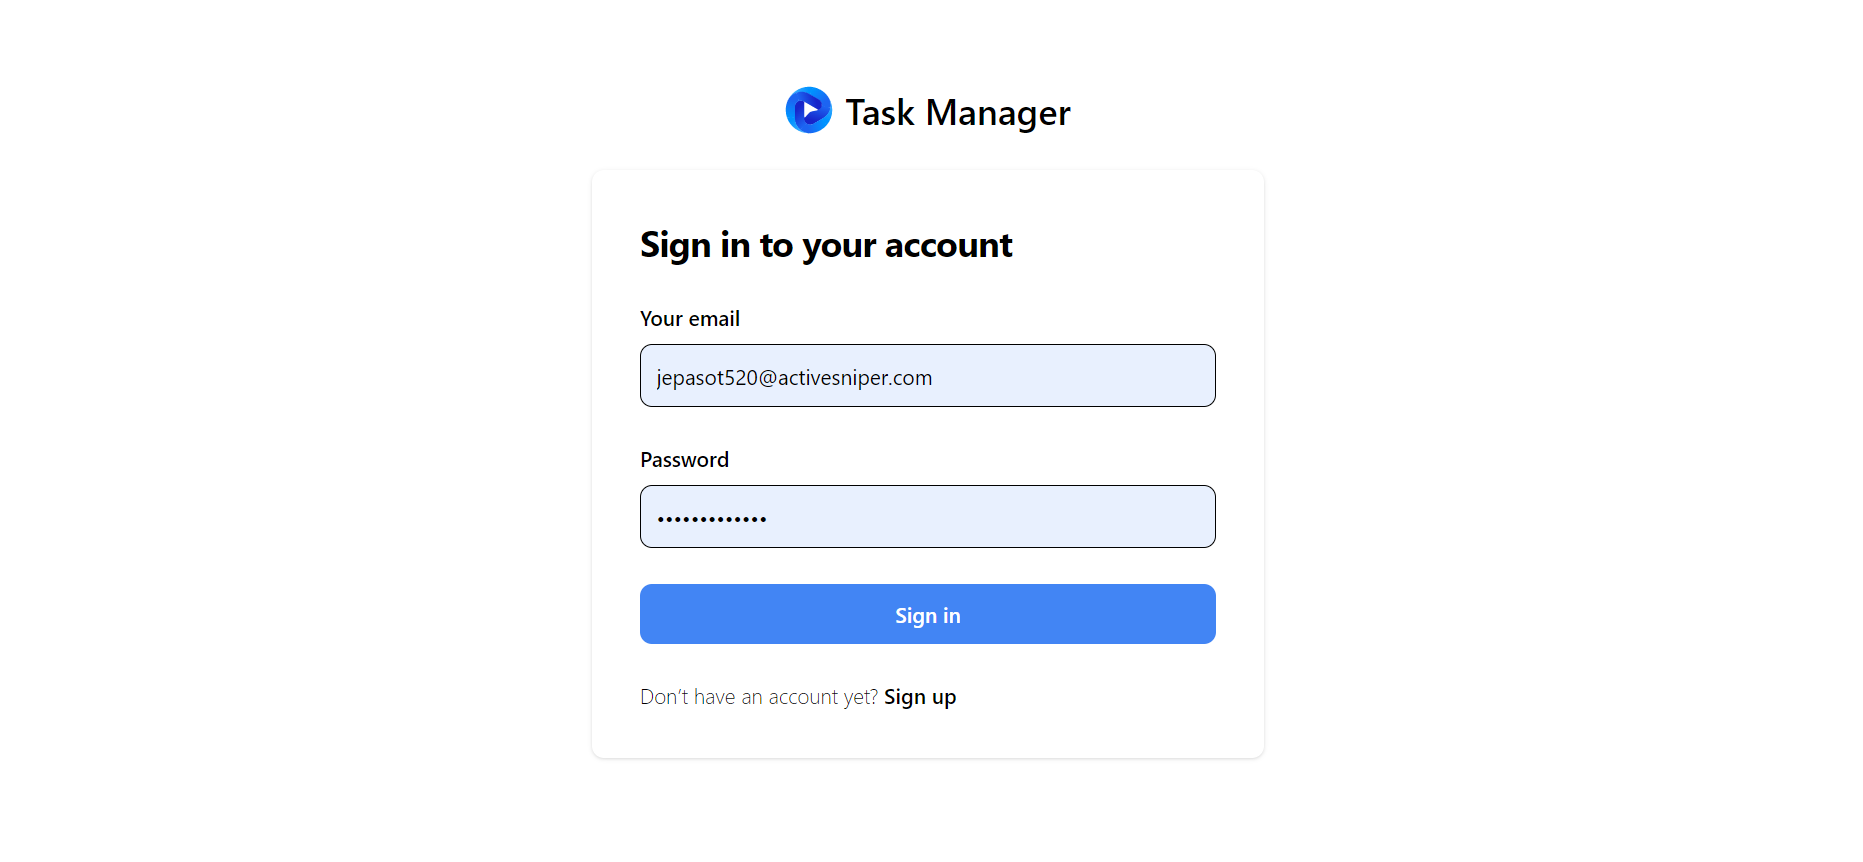 Task Manager
Sign in to your account
Your email
jepasot520@activesniper.com
Password
•••••••••••••
Sign in
Don’t have an account yet? Sign up